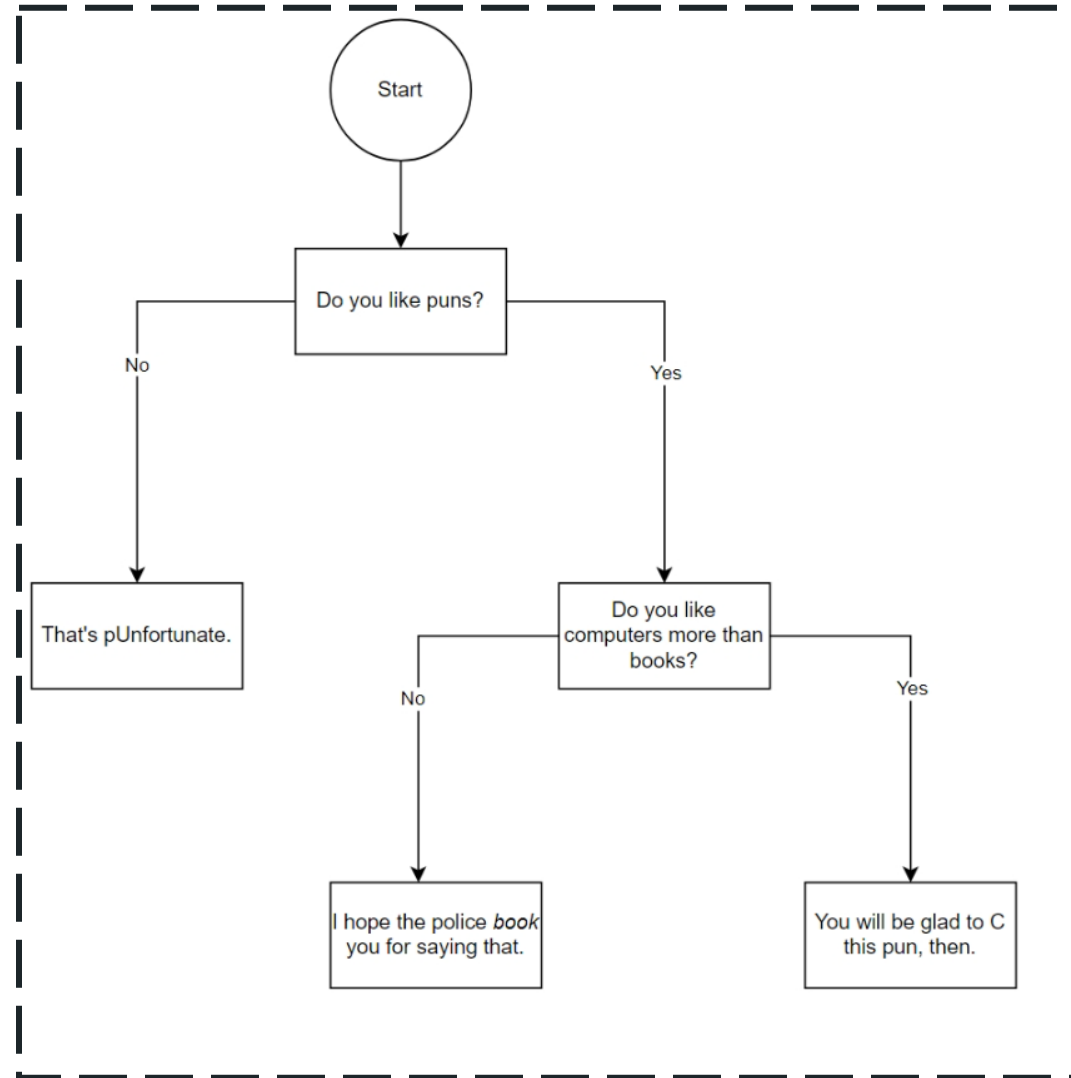 Start
Do you like puns?
No
Yes
That's pUnfortunate.
Do you like
computers more than
books?
No
Yes
I hope the police book
you for saying that.
You will be glad to C
this pun, then.